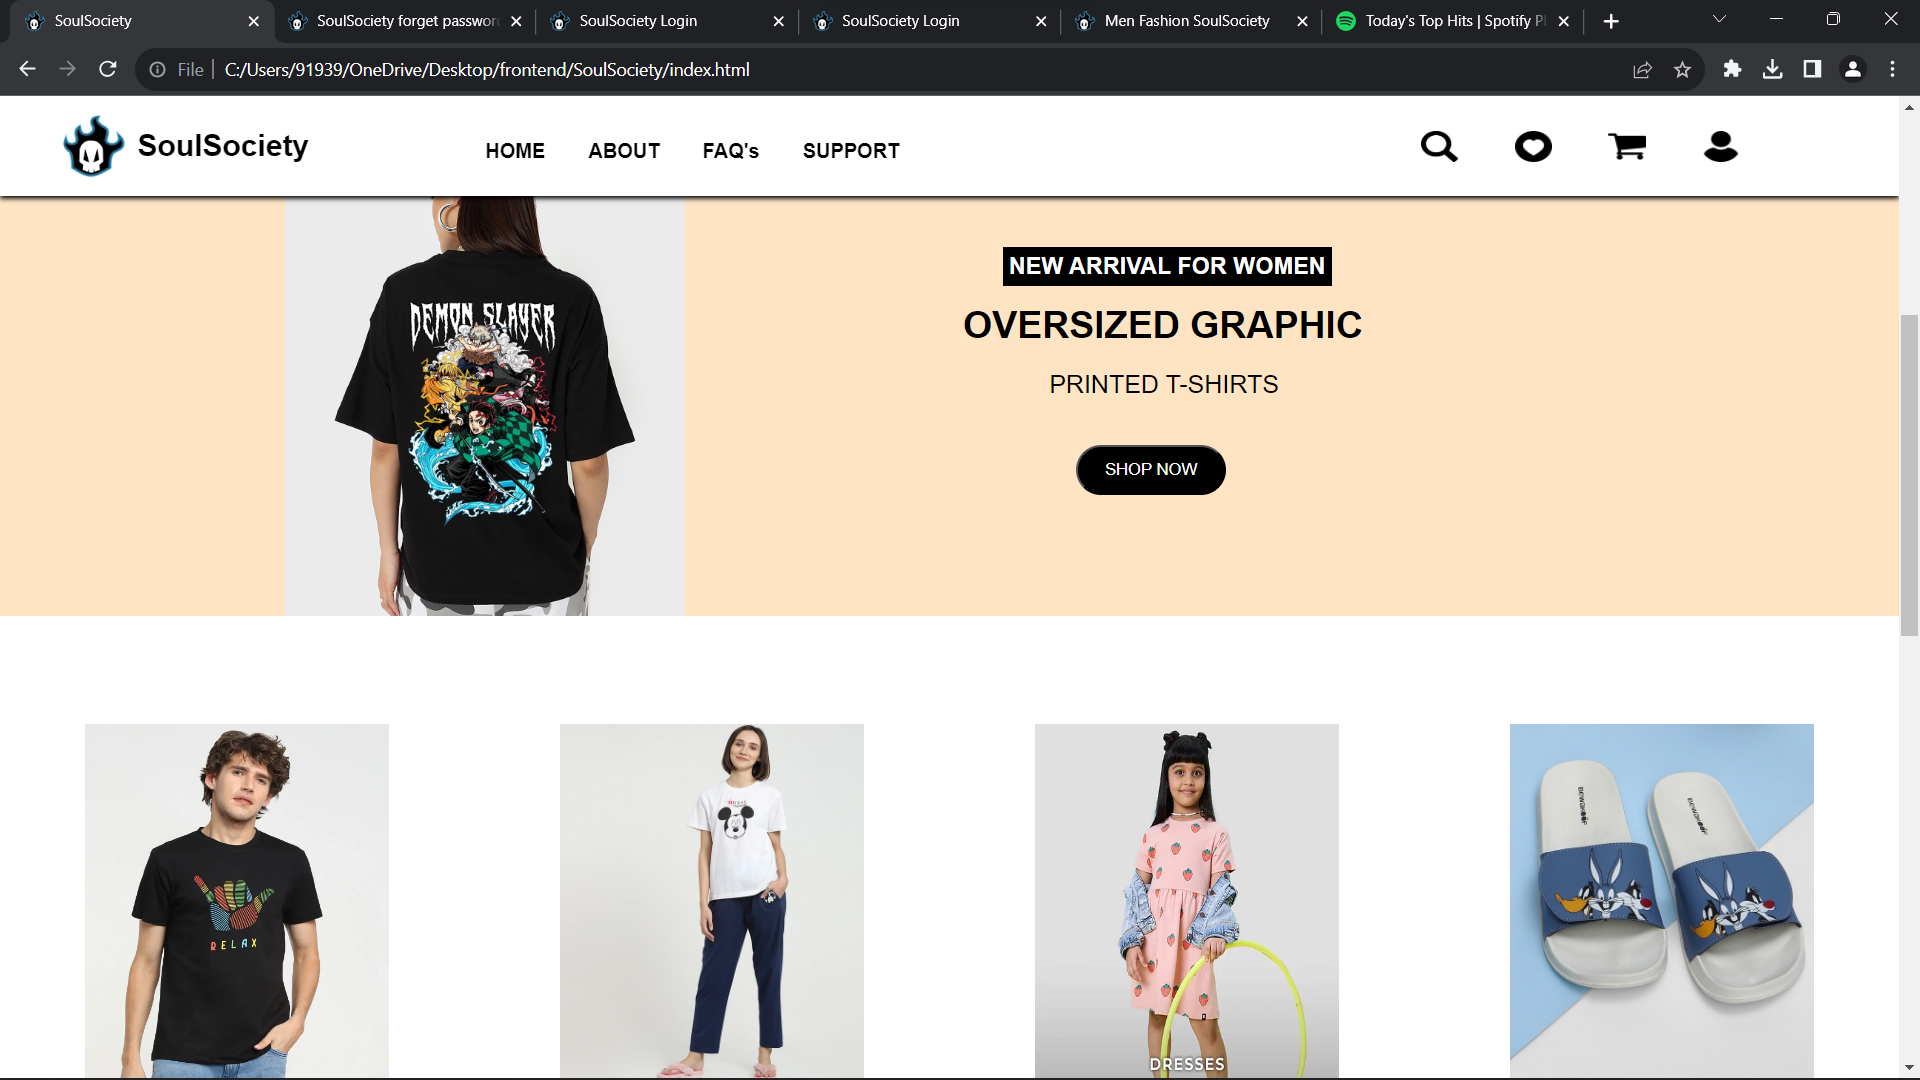 SoulSociety
SoulSociety forget passwor
SoulSociety Login
SoulSociety Login
Men Fashion SoulSociety
Today's Top Hits | Spotify Pl
File
C:/Users/91939/OneDrive/Desktop/frontend/SoulSociety/index.html
SoulSociety
HOME
ABOUT
FAQ's
SUPPORT
NEW ARRIVAL FOR WOMEN
OVERSIZED GRAPHIC
PRINTED T-SHIRTS
SHOP NOW
DEMON SLAYER
RELAX
MICKEY
DRESSES